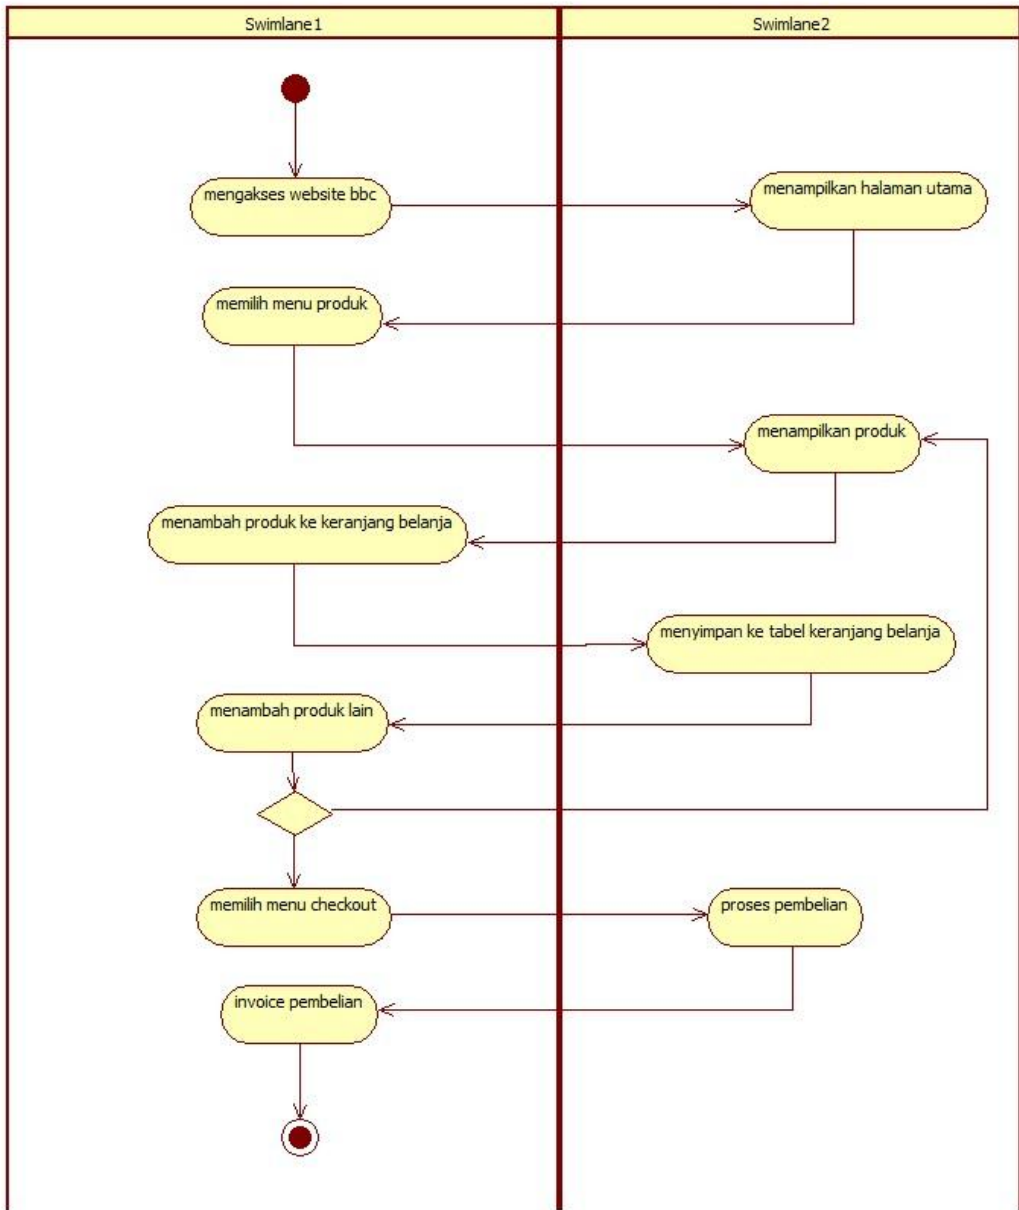 Swimlane1
Swimlane2
mengakses website bbc
menampilkan halaman utama
memilih menu produk
menampilkan produk
menambah produk ke keranjang belanja
menyimpan ke tabel keranjang belanja
menambah produk lain
memilih menu checkout
proses pembelian
invoice pembelian